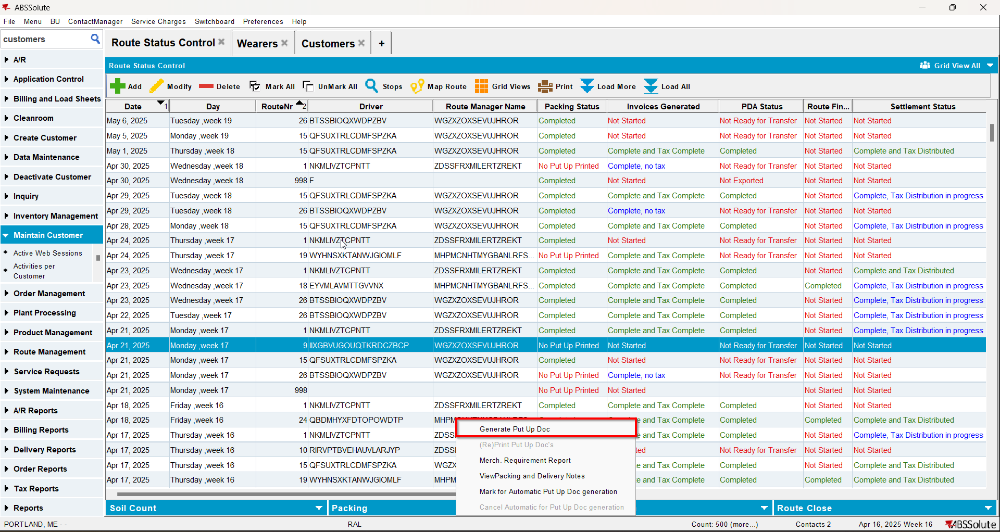 ABSSolute
File Menu BU ContactManager Service Charges Switchboard Preferences Help
customers
Route Status Control Wearers Customers +
Route Status Control Grid View All
Add Modify Delete Mark All UnMark All Stops Map Route Grid Views Print Load More Load All
A/R
Application Control
Billing and Load Sheets
Cleanroom
Create Customer
Data Maintenance
Deactivate Customer
Inquiry
Inventory Management
Maintain Customer
Active Web Sessions
Activities per
Customer
Order Management
Plant Processing
Product Management
Route Management
Service Requests
System Maintenance
A/R Reports
Billing Reports
Delivery Reports
Order Reports
Tax Reports
Reports
Date 1 Day RouteNr 2 Driver Route Manager Name Packing Status Invoices Generated PDA Status Route Fin... Settlement Status
May 6, 2025 Tuesday ,week 19 26 BTSSBIOQXWDPZBV WGZXZOXSEVUJHROR Completed Not Started Not Ready for Transfer Not Started Not Started
May 5, 2025 Monday ,week 19 15 QFSUXTRLCDMFSPZKA WGZXZOXSEVUJHROR Completed Not Started Not Ready for Transfer Not Started Not Started
May 1, 2025 Thursday ,week 18 15 QFSUXTRLCDMFSPZKA WGZXZOXSEVUJHROR Completed Complete and Tax Complete Completed Not Started Complete and Tax Distributed
Apr 30, 2025 Wednesday ,week 18 1 NKMLIVZTCPNTT ZDSSFRXMILERTZREKT No Put Up Printed Complete, no tax Not Ready for Transfer Not Started Not Started
Apr 30, 2025 Wednesday ,week 18 998 F Completed Not Started Not Exported Not Started Not Started
Apr 29, 2025 Tuesday ,week 18 15 QFSUXTRLCDMFSPZKA WGZXZOXSEVUJHROR Completed Complete and Tax Complete Completed Not Started Complete, Tax Distribution in progress
Apr 29, 2025 Tuesday ,week 18 26 BTSSBIOQXWDPZBV WGZXZOXSEVUJHROR Completed Complete, no tax Not Ready for Transfer Not Started Not Started
Apr 28, 2025 Monday ,week 18 15 QFSUXTRLCDMFSPZKA WGZXZOXSEVUJHROR Completed Complete and Tax Complete Completed Not Started Complete, Tax Distribution in progress
Apr 24, 2025 Thursday ,week 17 1 NKMLIVZTCPNTT ZDSSFRXMILERTZREKT Completed Not Started Not Ready for Transfer Not Started Not Started
Apr 24, 2025 Thursday ,week 17 19 WYHNSXKTANWJGIOMLF MHPMCNHTMYGBANLRFS... No Put Up Printed Complete and Tax Complete Not Ready for Transfer Not Started Not Started
Apr 23, 2025 Wednesday ,week 17 1 NKMLIVZTCPNTT ZDSSFRXMILERTZREKT Completed Complete and Tax Complete Completed Not Started Complete and Tax Distributed
Apr 23, 2025 Wednesday ,week 17 18 EYVMLAVMTTGVVNX MHPMCNHTMYGBANLRFS... Completed Complete and Tax Complete Completed Completed Complete, Tax Distribution in progress
Apr 23, 2025 Wednesday ,week 17 26 BTSSBIOQXWDPZBV WGZXZOXSEVUJHROR Completed Complete and Tax Complete Completed Not Started Complete, Tax Distribution in progress
Apr 22, 2025 Tuesday ,week 17 26 BTSSBIOQXWDPZBV WGZXZOXSEVUJHROR Completed Complete and Tax Complete Completed Not Started Complete, Tax Distribution in progress
Apr 21, 2025 Monday ,week 17 1 NKMLIVZTCPNTT ZDSSFRXMILERTZREKT Completed Complete and Tax Complete Completed Not Started Complete, Tax Distribution in progress
Apr 21, 2025 Monday ,week 17 9 IIXGBVUGOUQTKRDCZBCP WGZXZOXSEVUJHROR No Put Up Printed Not Started Not Ready for Transfer Not Started Not Started
Apr 21, 2025 Monday ,week 17 15 QFSUXTRLCDMFSPZKA WGZXZOXSEVUJHROR Completed Not Started Not Ready for Transfer Not Started Not Started
Apr 21, 2025 Monday ,week 17 26 BTSSBIOQXWDPZBV WGZXZOXSEVUJHROR No Put Up Printed Complete, no tax Not Ready for Transfer Not Started Not Started
Apr 21, 2025 Monday ,week 17 998 No Put Up Printed Not Started Not Started Not Started
Apr 18, 2025 Friday ,week 16 1 NKMLIVZTCPNTT ZDSSFRXMILERTZREKT Completed Complete and Tax Complete Completed Not Started Not Started
Apr 18, 2025 Friday ,week 16 24 QBDMHYXFDTOPOWDTP e and Tax Complete Completed Completed Complete and Tax Distributed
Apr 17, 2025 Thursday ,week 16 1 NKMLIVZTCPNTT ZDSS e and Tax Complete Completed Not Started Complete, Tax Distribution in progress
Apr 17, 2025 Thursday ,week 16 10 RIRVPTBVEHAUVLARJYP ZDSS ted Not Ready for Transfer Not Started Not Started
Apr 17, 2025 Thursday ,week 16 15 QFSUXTRLCDMFSPZKA WGZX e and Tax Complete Completed Not Started Complete and Tax Distributed
Apr 17, 2025 Thursday ,week 16 19 WYHNSXKTANWJGIOMLF MHPM e and Tax Complete Completed Completed Complete and Tax Distributed
Generate Put Up Doc
(Re)Print Put Up Doc's
Merch. Requirement Report
ViewPacking and Delivery Notes
Mark for Automatic Put Up Doc generation
Cancel Automatic for Put Up Doc generation
Soil Count Packing Route Close
PORTLAND, ME - - RAL Count: 500 (more...) Contacts 2 Apr 16, 2025 Week 16 ABSSolute